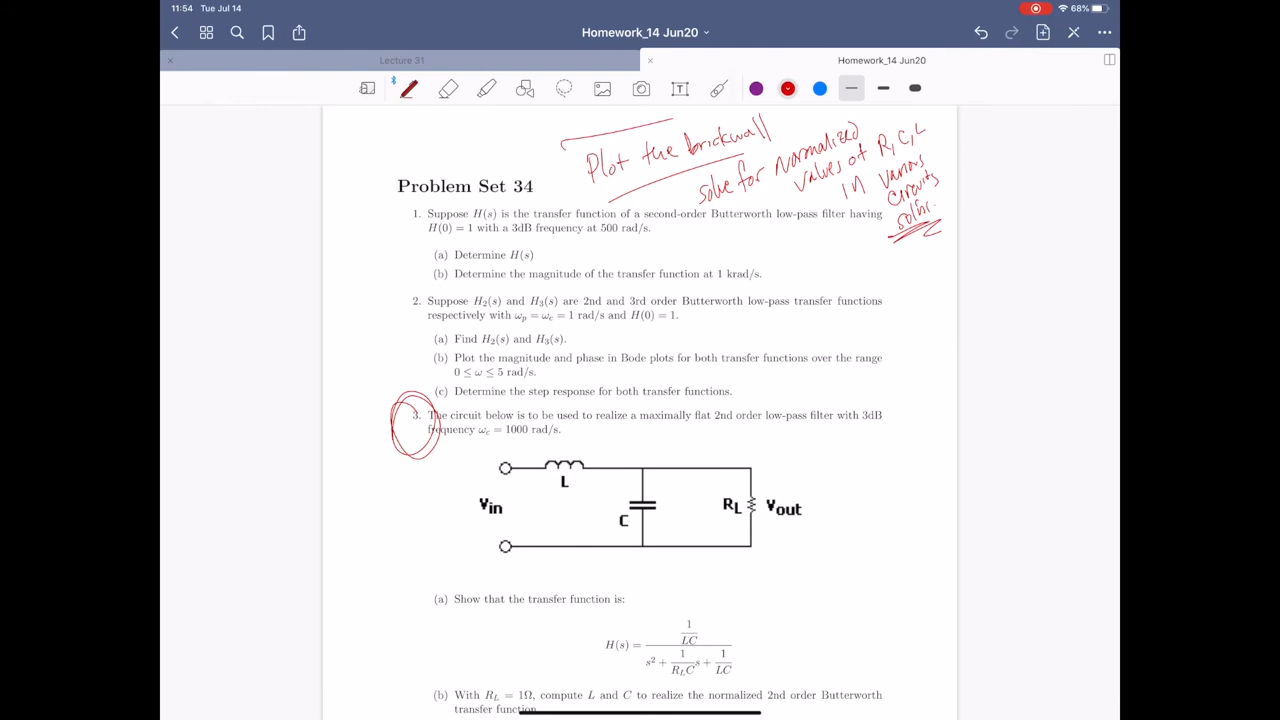 11:54 Tue Jul 14
68%
Homework_14 Jun20
Lecture 31
Homework_14 Jun20
Plot the brickwall
solve for normalized
values of R, C, L
in various
circuits
Problem Set 34
1. Suppose H(s) is the transfer function of a second-order Butterworth low-pass filter having
H(0) = 1 with a 3dB frequency at 500 rad/s.
(a) Determine H(s)
(b) Determine the magnitude of the transfer function at 1 krad/s.
2. Suppose H₂(s) and H₃(s) are 2nd and 3rd order Butterworth low-pass transfer functions
respectively with ωₚ = ω_c = 1 rad/s and H(0) = 1.
(a) Find H₂(s) and H₃(s).
(b) Plot the magnitude and phase in Bode plots for both transfer functions over the range
0 ≤ ω ≤ 5 rad/s.
(c) Determine the step response for both transfer functions.
3. The circuit below is to be used to realize a maximally flat 2nd order low-pass filter with 3dB
frequency ω_c = 1000 rad/s.
L
Vin
C
R_L
Vout
(a) Show that the transfer function is:
H(s) = (1/LC) / (s² + (1/R_LC)s + 1/LC)
(b) With R_L = 1Ω, compute L and C to realize the normalized 2nd order Butterworth
transfer function